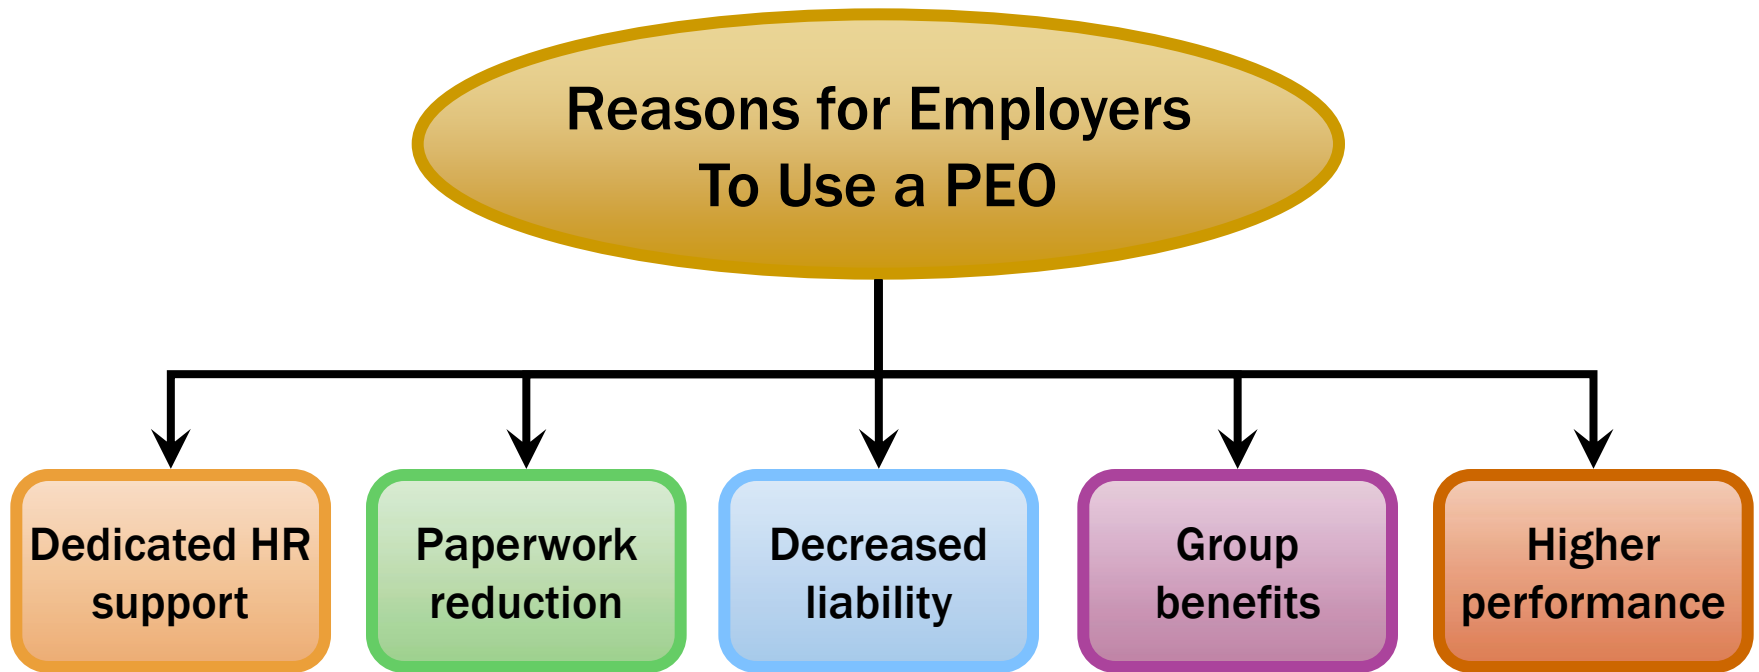 Reasons for Employers
To Use a PEO
Dedicated HR
support
Paperwork
reduction
Decreased
liability
Group
benefits
Higher
performance